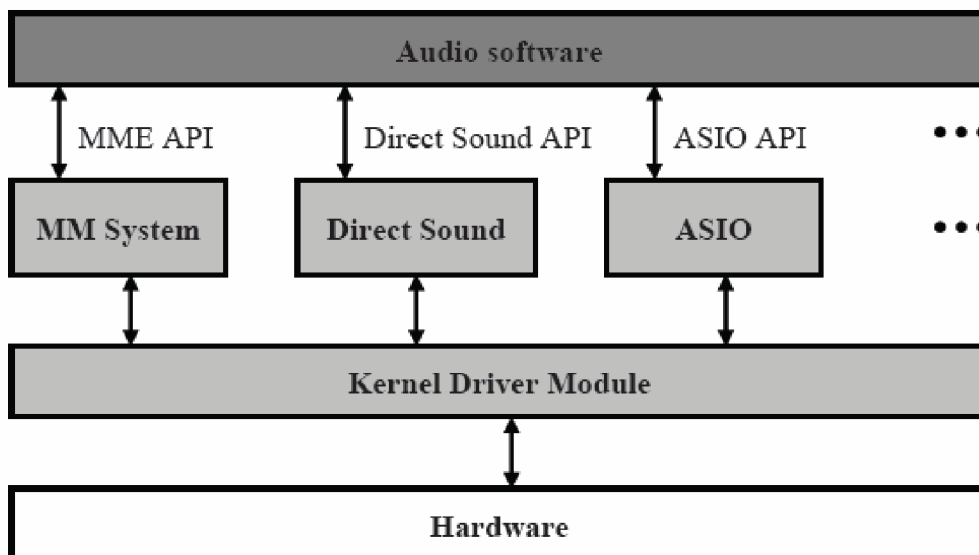 Audio software
MME API
Direct Sound API
ASIO API
•••
MM System
Direct Sound
ASIO
•••
Kernel Driver Module
Hardware